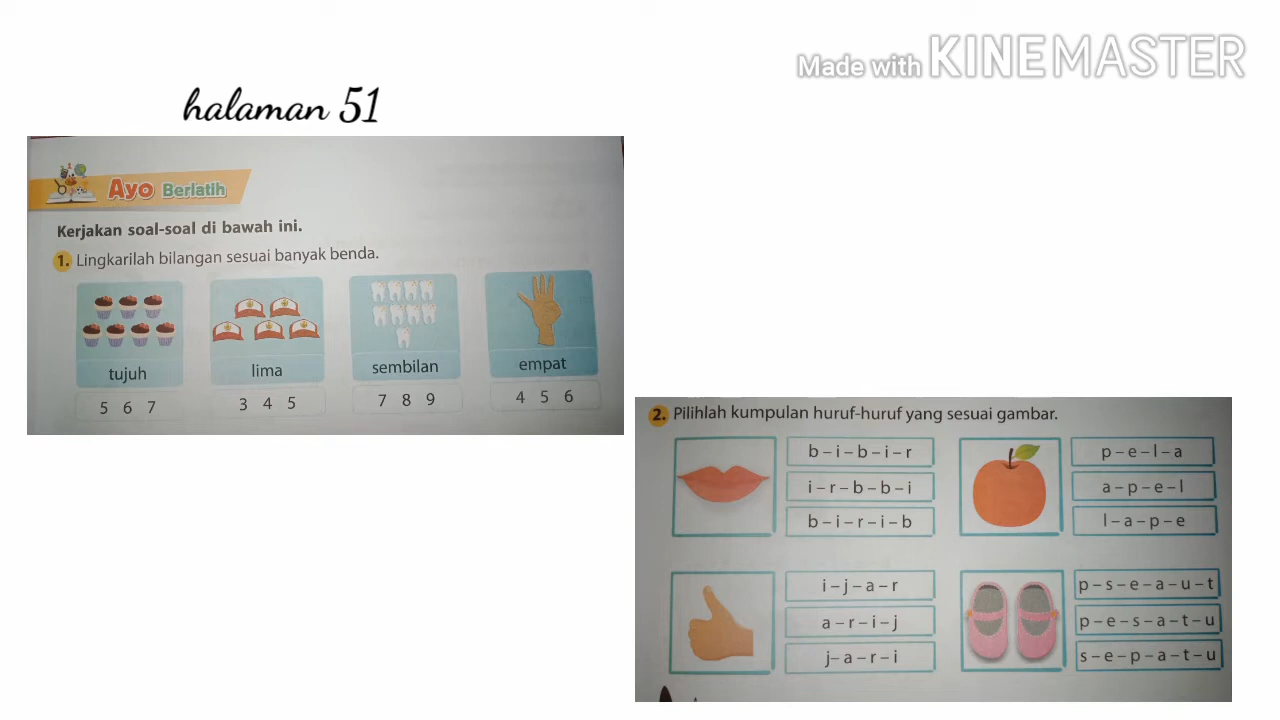 Made with KINEMASTER
halaman 51
Ayo Berlatih
Kerjakan soal-soal di bawah ini.
1. Lingkarilah bilangan sesuai banyak benda.
tujuh lima sembilan empat
5 6 7 3 4 5 7 8 9 4 5 6
2. Pilihlah kumpulan huruf-huruf yang sesuai gambar.
b – i – b – i – r
i – r – b – b – i
b – i – r – i – b
p – e – l – a
a – p – e – l
l – a – p – e
i – j – a – r
a – r – i – j
j – a – r – i
p – s – e – a – u – t
p – e – s – a – t – u
s – e – p – a – t – u